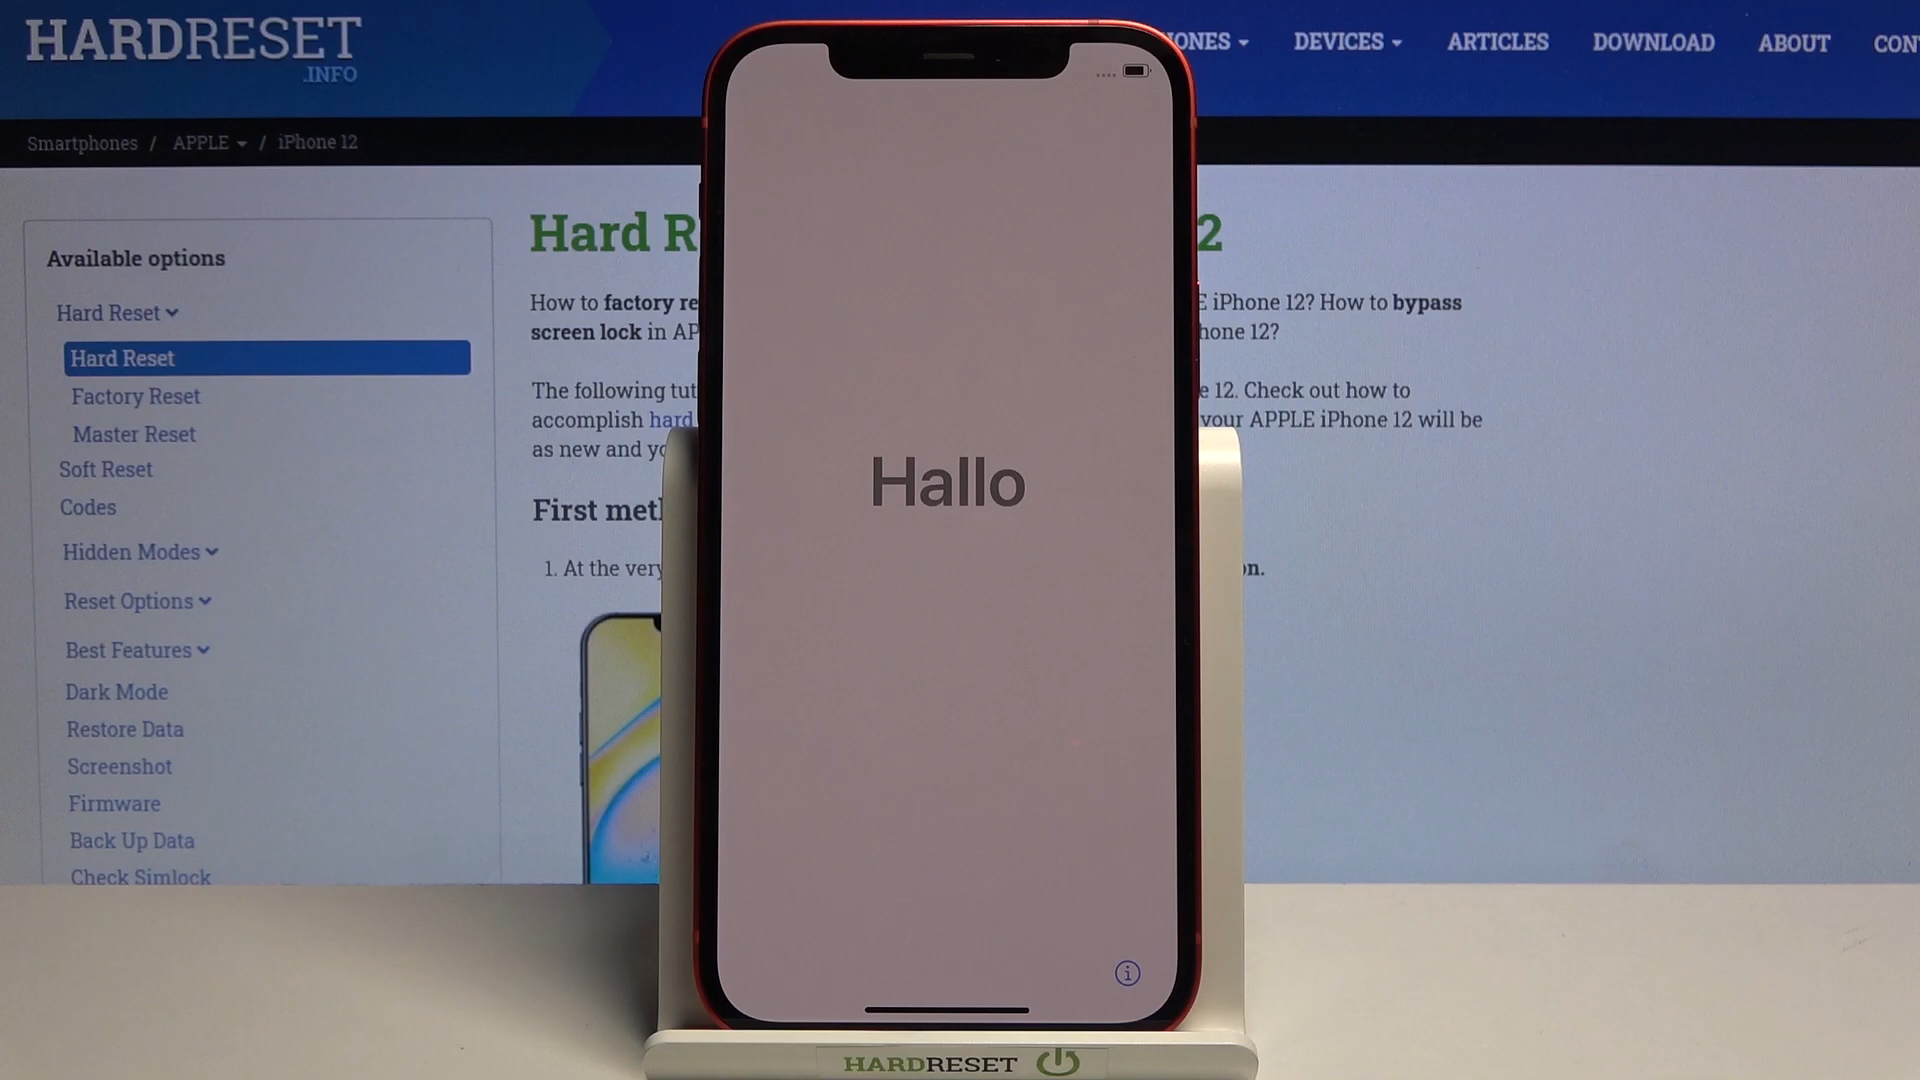 HARDRESET
.INFO
HONES DEVICES ARTICLES DOWNLOAD ABOUT CON
Smartphones / APPLE / iPhone 12
Available options
Hard Reset
Hard Reset
Factory Reset
Master Reset
Soft Reset
Codes
Hidden Modes
Reset Options
Best Features
Dark Mode
Restore Data
Screenshot
Firmware
Back Up Data
Check Simlock
Hard R 2
How to factory re E iPhone 12? How to bypass
screen lock in AP hone 12?
The following tut e 12. Check out how to
accomplish hard your APPLE iPhone 12 will be
as new and yo
First met
1. At the very on.
Hallo
HARDRESET